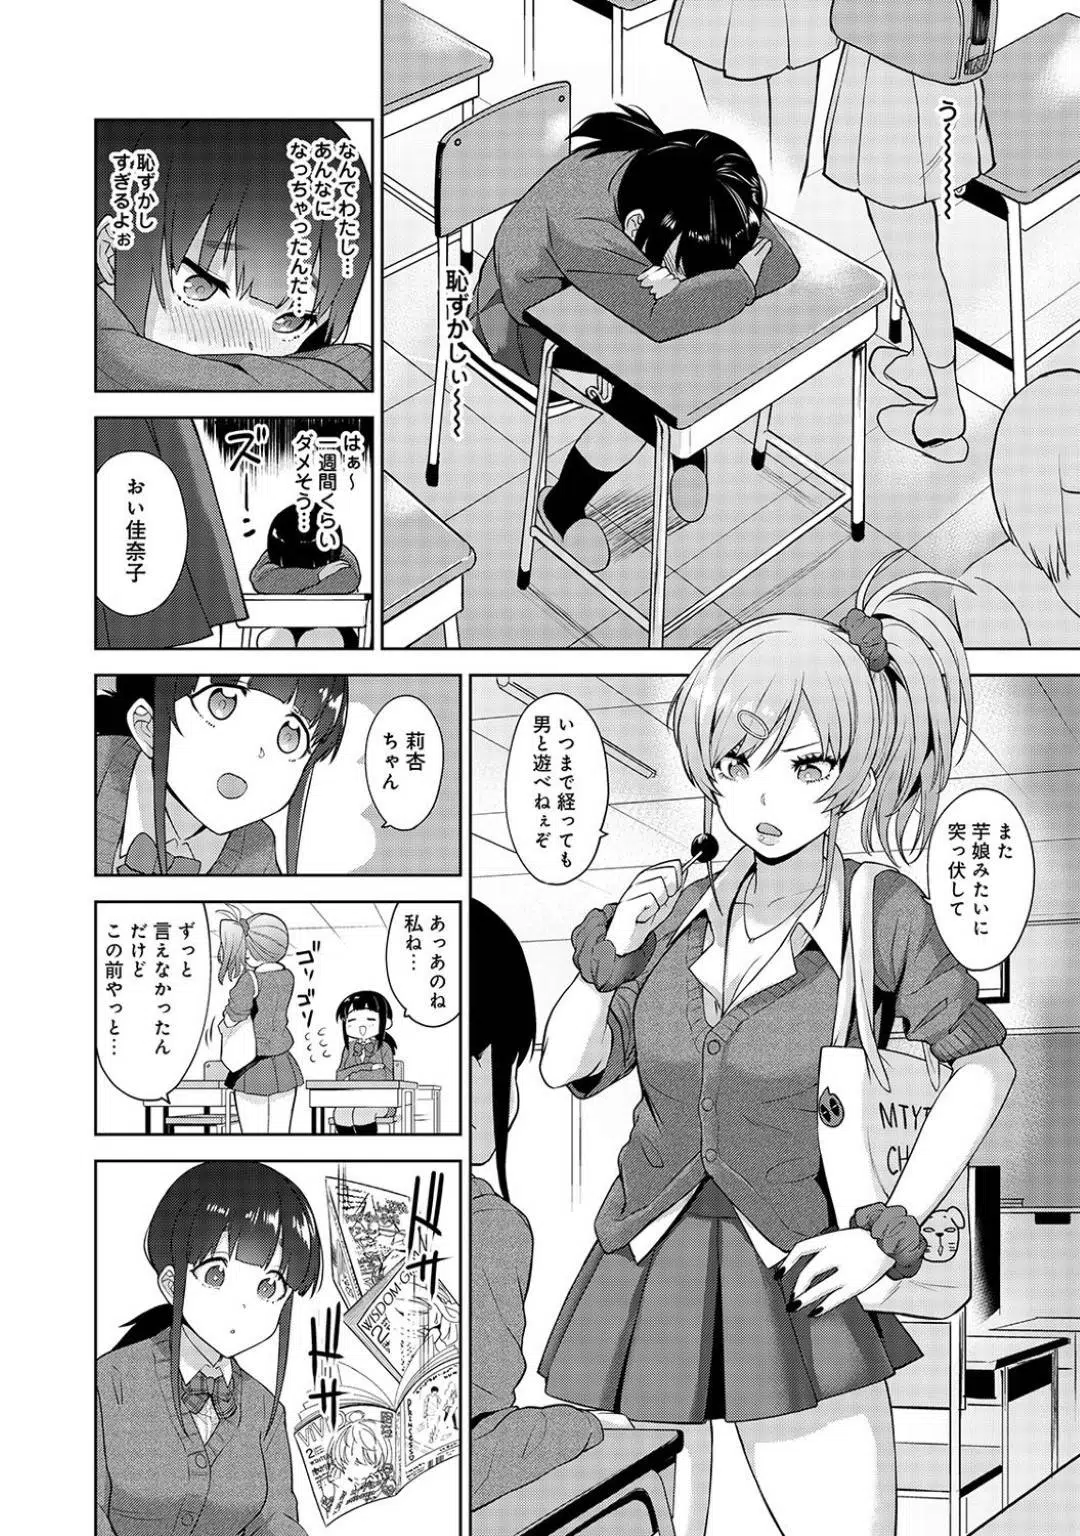 う〜〜〜〜
恥ずかしぃ〜〜〜
なんでわたし…
あんなに
なっちゃったんだ…
恥ずかし
すぎるよぉ
はぁ〜
一週間くらい
ダメそう…
ズーン
おい佳奈子
また
芋娘みたいに
突っ伏して
いつまで経っても
男と遊べねぇぞ
MTYT
CH
莉杏
ちゃん
あっあのね
私ね…
ずっと
言えなかったん
だけど
この前やっと…
ゴソ
ゴソ
WISDOM G
2
2